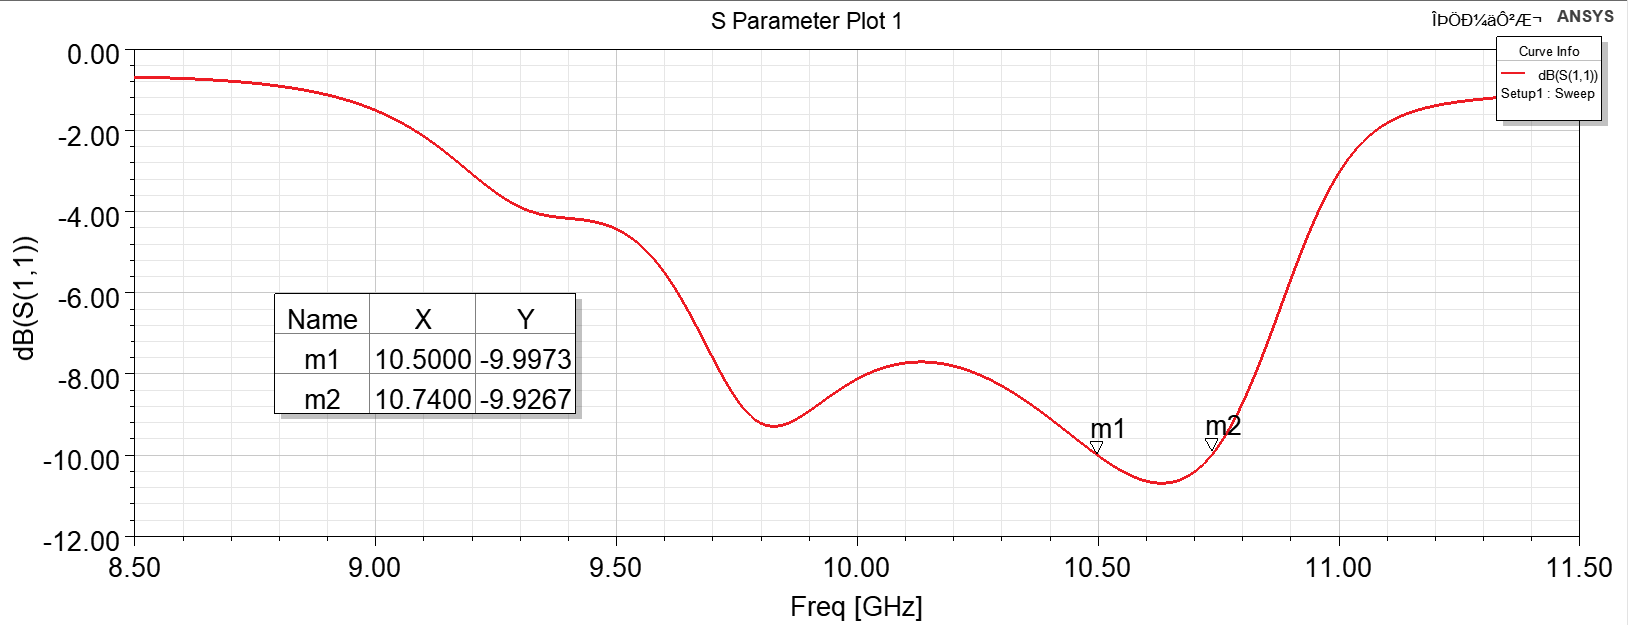 S Parameter Plot 1
ÎÞÖÐ¼äÔ²Æ¬ ANSYS
Curve Info
dB(S(1,1))
Setup1 : Sweep
0.00
-2.00
-4.00
-6.00
-8.00
-10.00
-12.00
dB(S(1,1))
Name X Y
m1 10.5000 -9.9973
m2 10.7400 -9.9267
m1
m2
8.50 9.00 9.50 10.00 10.50 11.00 11.50
Freq [GHz]